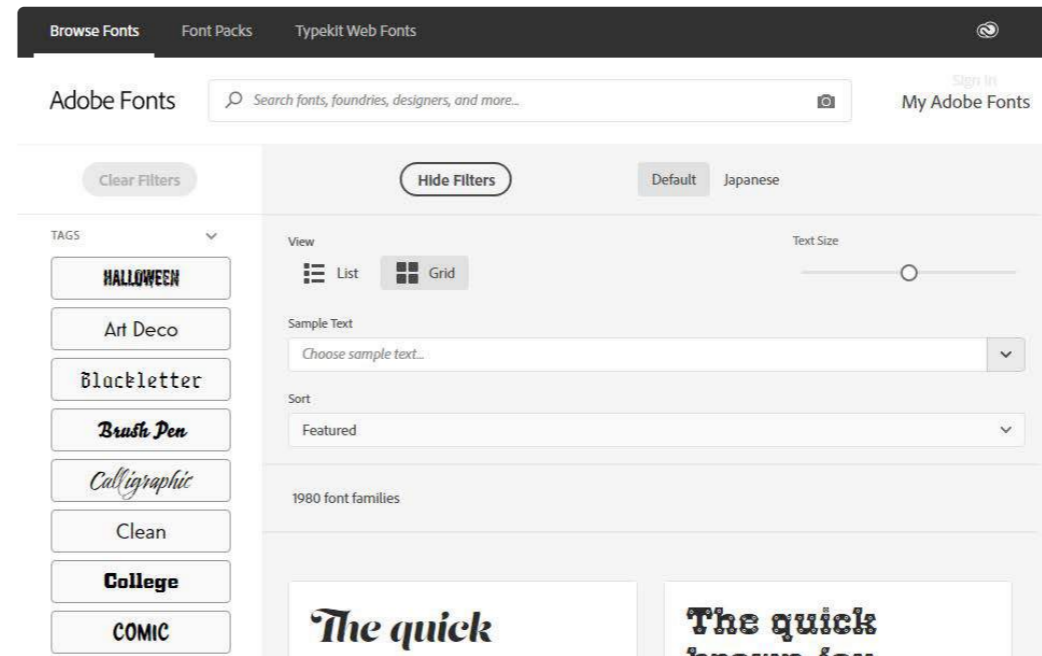 Browse Fonts Font Packs Typekit Web Fonts
Sign In
Adobe Fonts Search fonts, foundries, designers, and more... My Adobe Fonts
Clear Filters Hide Filters Default Japanese
TAGS
HALLOWEEN
Art Deco
Blackletter
Brush Pen
Calligraphic
Clean
College
COMIC
View Text Size
List Grid
Sample Text
Choose sample text...
Sort
Featured
1980 font families
The quick
The quick
brown fox